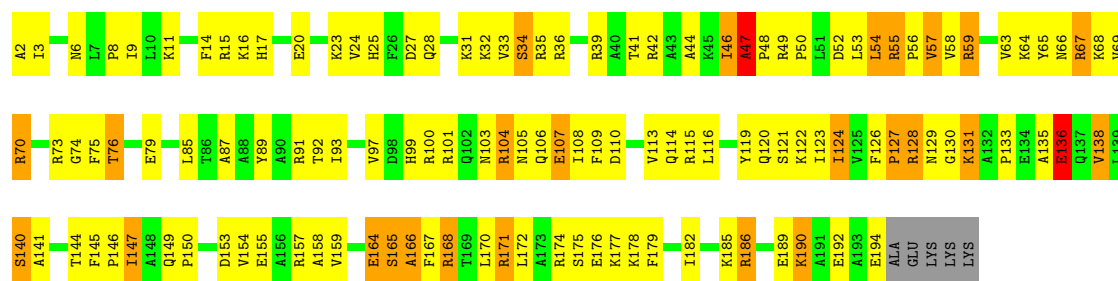 A2 I3 N6 L7 P8 I9 L10 K11 F14 R15 K16 H17 E20 K23 V24 H25 F26 D27 Q28 K31 K32 V33 S34 R35 R36 R39 A40 T41 R42 A43 A44 K45 I46 A47 P48 R49 P50 L51 D52 L53 L54 R55 P56 V57 V58 R59 V63 K64 Y65 N66 R67 K68 V69
R70 R73 G74 F75 T76 E79 L85 T86 A87 A88 Y89 A90 R91 T92 I93 V97 D98 H99 R100 R101 Q102 N103 R104 N105 Q106 E107 I108 F109 D110 V113 Q114 R115 L116 Y119 Q120 S121 K122 I123 I124 V125 F126 P127 R128 N129 G130 K131 A132 P133 E134 A135 E136 Q137 V138 L139
S140 A141 T144 F145 P146 I147 A148 Q149 P150 D153 V154 E155 A156 R157 A158 V159 E164 S165 A166 F167 R168 T169 L170 R171 L172 A173 R174 S175 E176 K177 K178 F179 I182 K185 R186 E189 K190 A191 E192 A193 E194 ALA GLU LYS LYS LYS